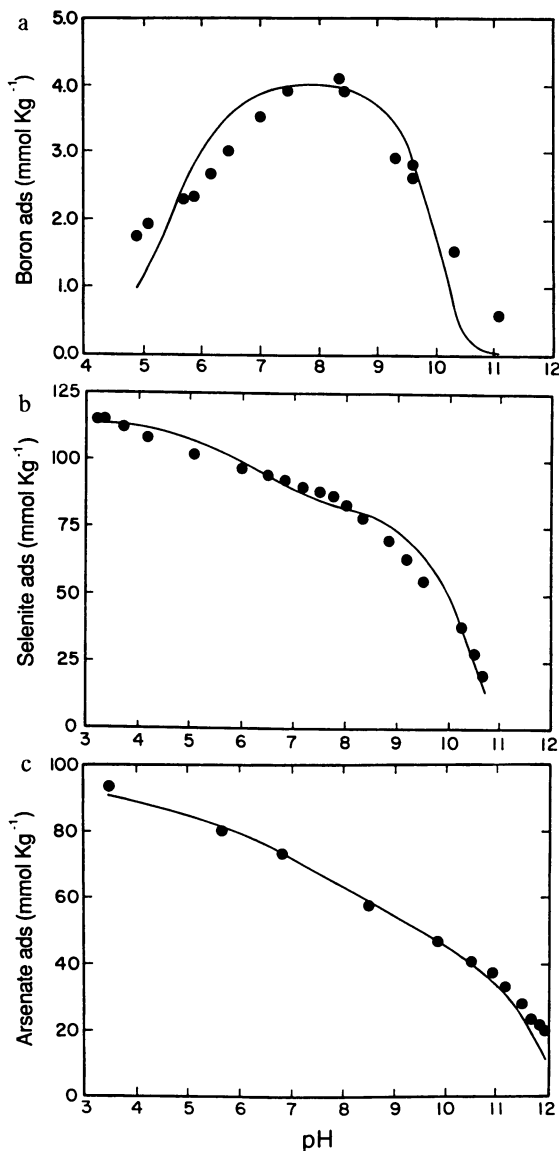 a
5.0
4.0
3.0
2.0
1.0
0.0
Boron ads (mmol Kg⁻¹)
4 5 6 7 8 9 10 11 12
b
125
100
75
50
25
0
Selenite ads (mmol Kg⁻¹)
3 4 5 6 7 8 9 10 11 12
c
100
80
60
40
20
0
Arsenate ads (mmol Kg⁻¹)
3 4 5 6 7 8 9 10 11 12
pH